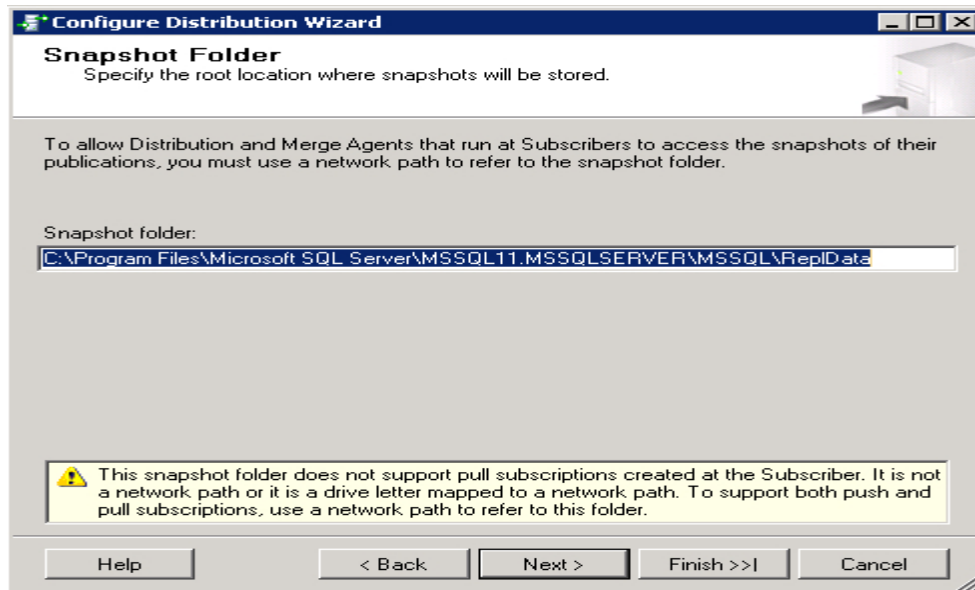 Configure Distribution Wizard
Snapshot Folder
Specify the root location where snapshots will be stored.
To allow Distribution and Merge Agents that run at Subscribers to access the snapshots of their
publications, you must use a network path to refer to the snapshot folder.
Snapshot folder:
C:\Program Files\Microsoft SQL Server\MSSQL11.MSSQLSERVER\MSSQL\ReplData
This snapshot folder does not support pull subscriptions created at the Subscriber. It is not
a network path or it is a drive letter mapped to a network path. To support both push and
pull subscriptions, use a network path to refer to this folder.
Help < Back Next > Finish >>| Cancel